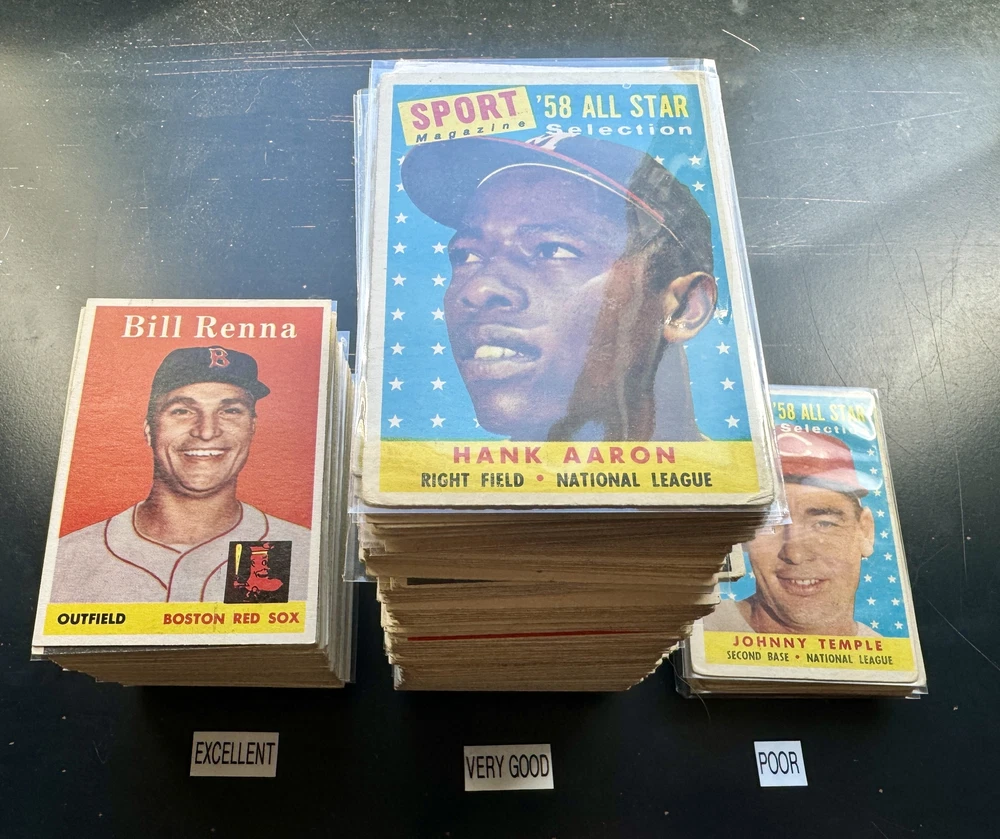 Bill Renna
B
OUTFIELD BOSTON RED SOX
SPORT
Magazine
'58 ALL STAR
Selection
M
HANK AARON
RIGHT FIELD • NATIONAL LEAGUE
'58 ALL STAR
JOHNNY TEMPLE
SECOND BASE • NATIONAL LEAGUE
EXCELLENT
VERY GOOD
POOR